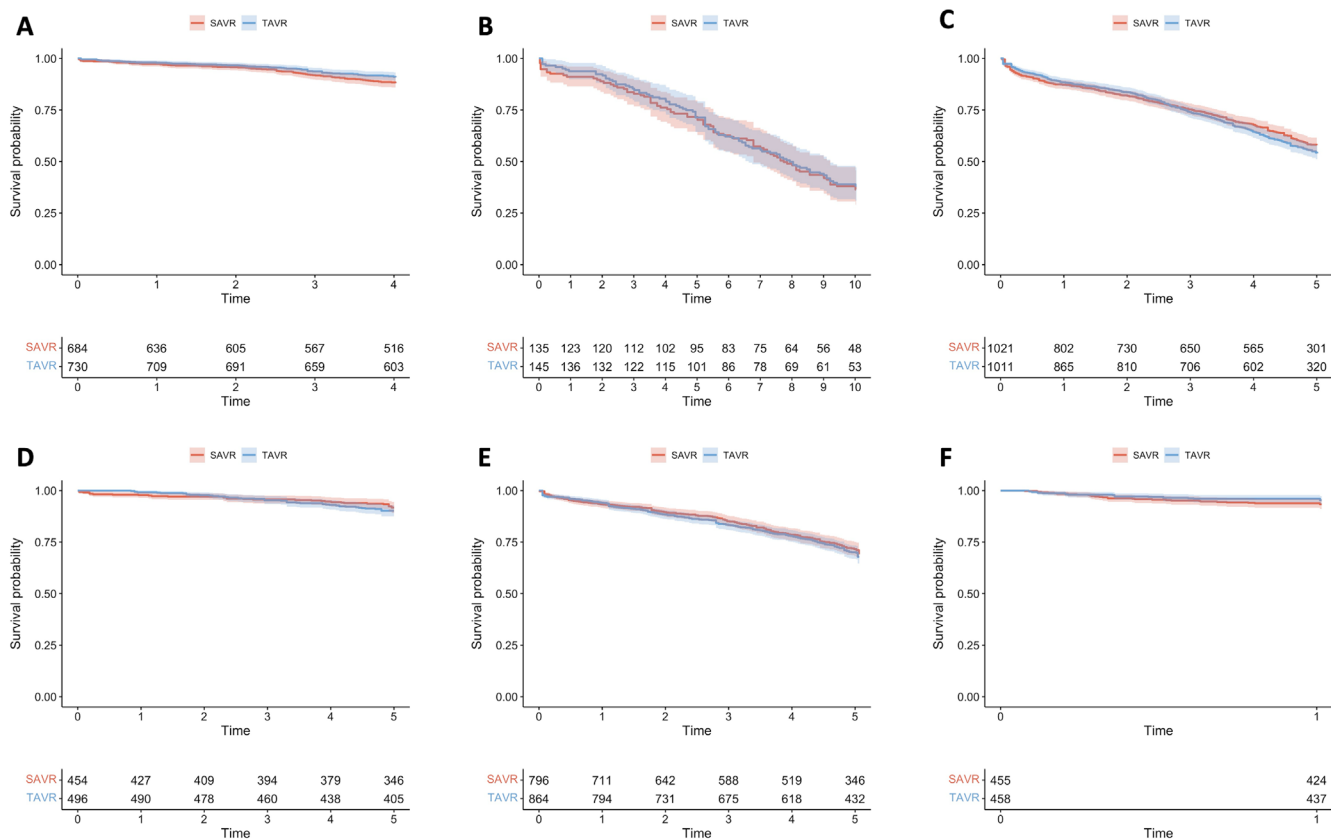 A
SAVR TAVR
Survival probability
1.00
0.75
0.50
0.25
0.00
0 1 2 3 4
Time
SAVR 684 636 605 567 516
TAVR 730 709 691 659 603
0 1 2 3 4
Time
B
SAVR TAVR
Survival probability
1.00
0.75
0.50
0.25
0.00
0 1 2 3 4 5 6 7 8 9 10
Time
SAVR 135 123 120 112 102 95 83 75 64 56 48
TAVR 145 136 132 122 115 101 86 78 69 61 53
0 1 2 3 4 5 6 7 8 9 10
Time
C
SAVR TAVR
Survival probability
1.00
0.75
0.50
0.25
0.00
0 1 2 3 4 5
Time
SAVR 1021 802 730 650 565 301
TAVR 1011 865 810 706 602 320
0 1 2 3 4 5
Time
D
SAVR TAVR
Survival probability
1.00
0.75
0.50
0.25
0.00
0 1 2 3 4 5
Time
SAVR 454 427 409 394 379 346
TAVR 496 490 478 460 438 405
0 1 2 3 4 5
Time
E
SAVR TAVR
Survival probability
1.00
0.75
0.50
0.25
0.00
0 1 2 3 4 5
Time
SAVR 796 711 642 588 519 346
TAVR 864 794 731 675 618 432
0 1 2 3 4 5
Time
F
SAVR TAVR
Survival probability
1.00
0.75
0.50
0.25
0.00
0 1
Time
SAVR 455 424
TAVR 458 437
0 1
Time